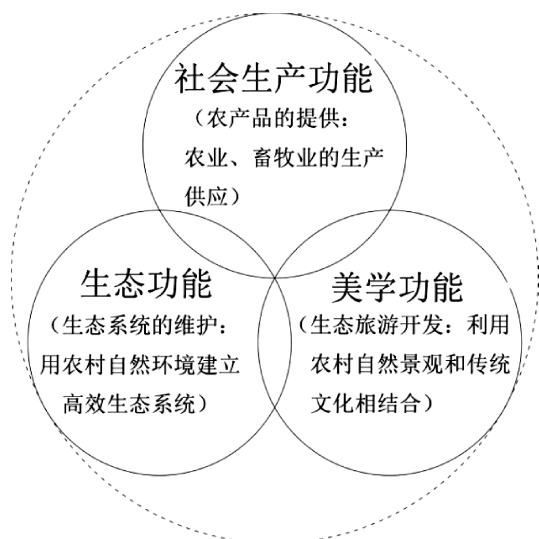 社会生产功能
（农产品的提供：
农业、畜牧业的生产
供应）
生态功能
（生态系统的维护：
用农村自然环境建立
高效生态系统）
美学功能
（生态旅游开发：利用
农村自然景观和传统
文化相结合）